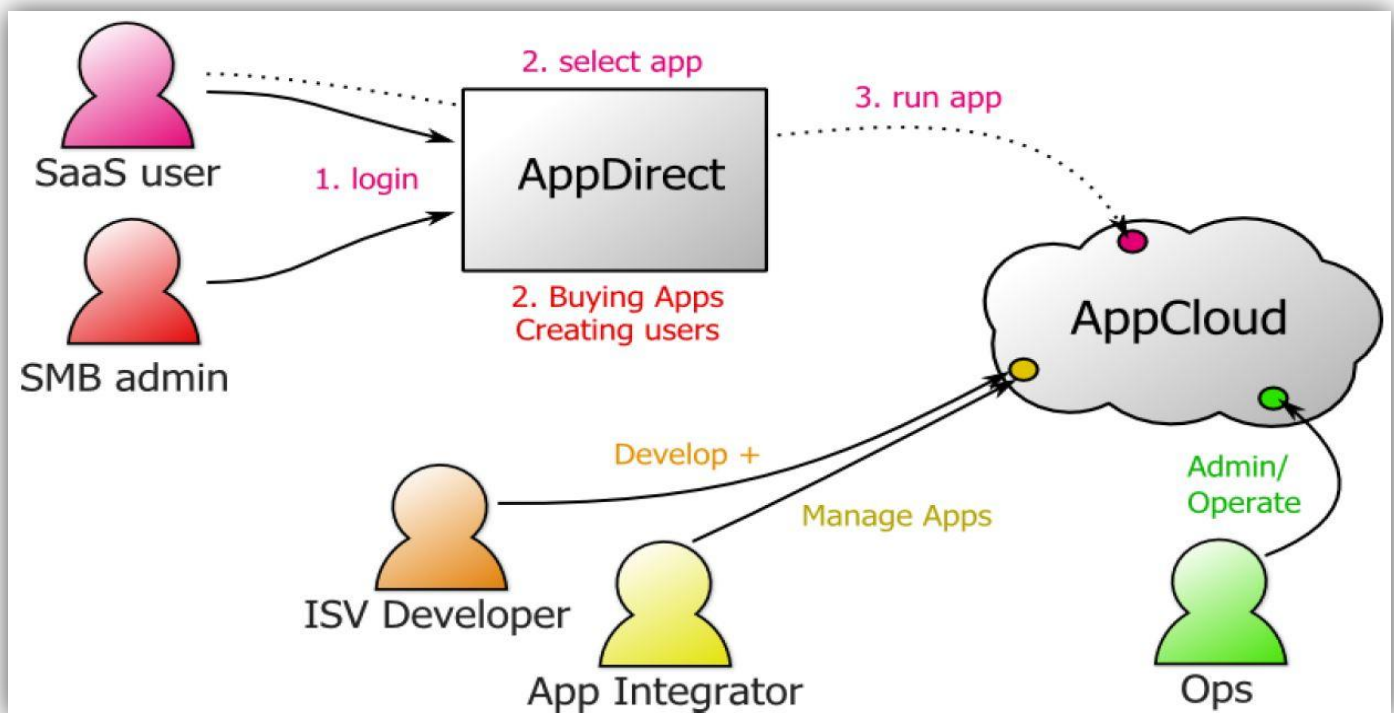 2. select app
3. run app
SaaS user
1. login
AppDirect
SMB admin
2. Buying Apps
Creating users
AppCloud
Develop +
Manage Apps
Admin/
Operate
ISV Developer
App Integrator
Ops